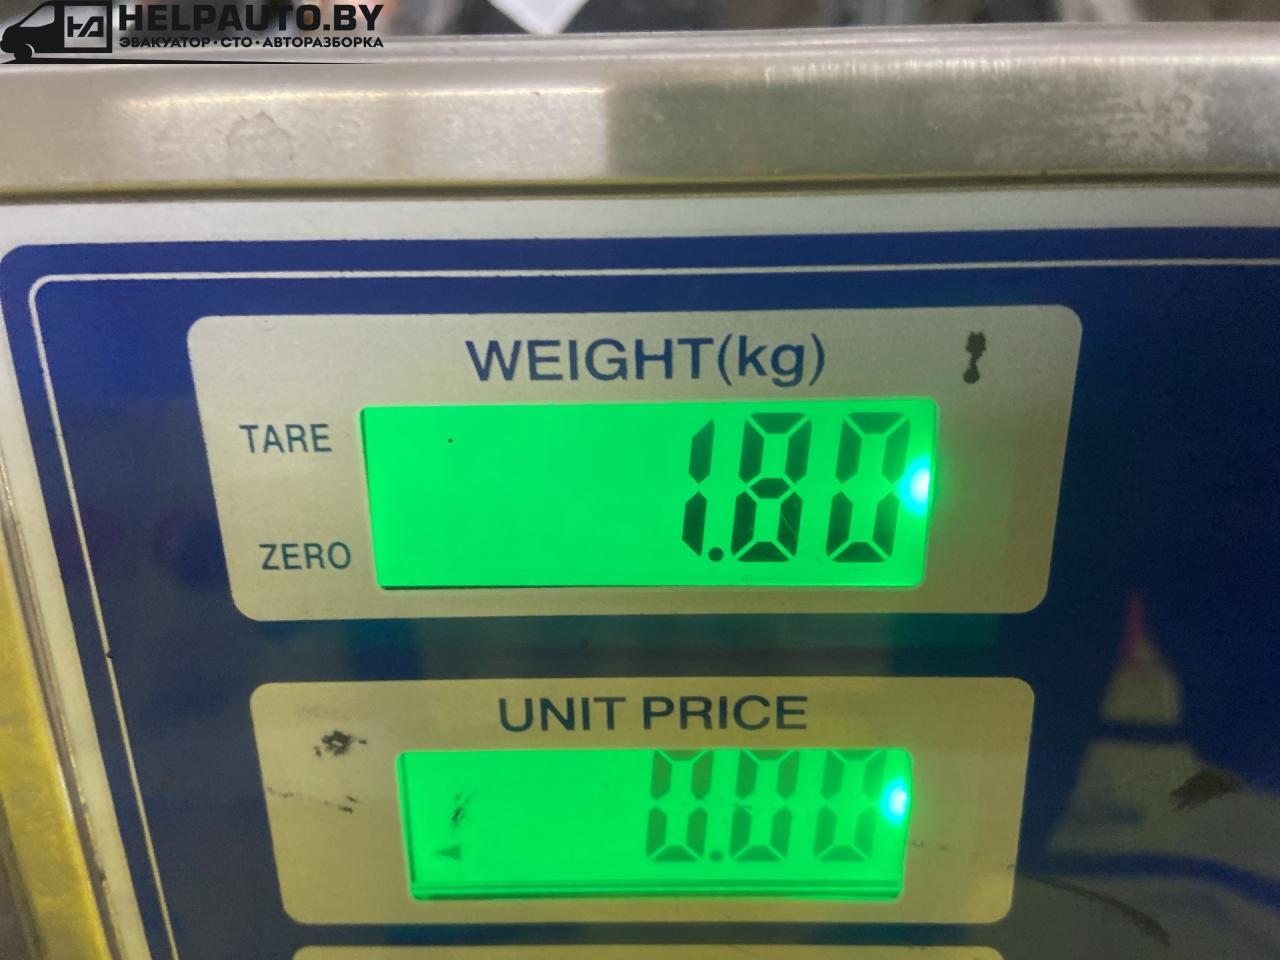 HELPAUTO.BY
ЭВАКУАТОР · СТО · АВТОРАЗБОРКА
WEIGHT(kg)
TARE
1.80
ZERO
UNIT PRICE
0.00